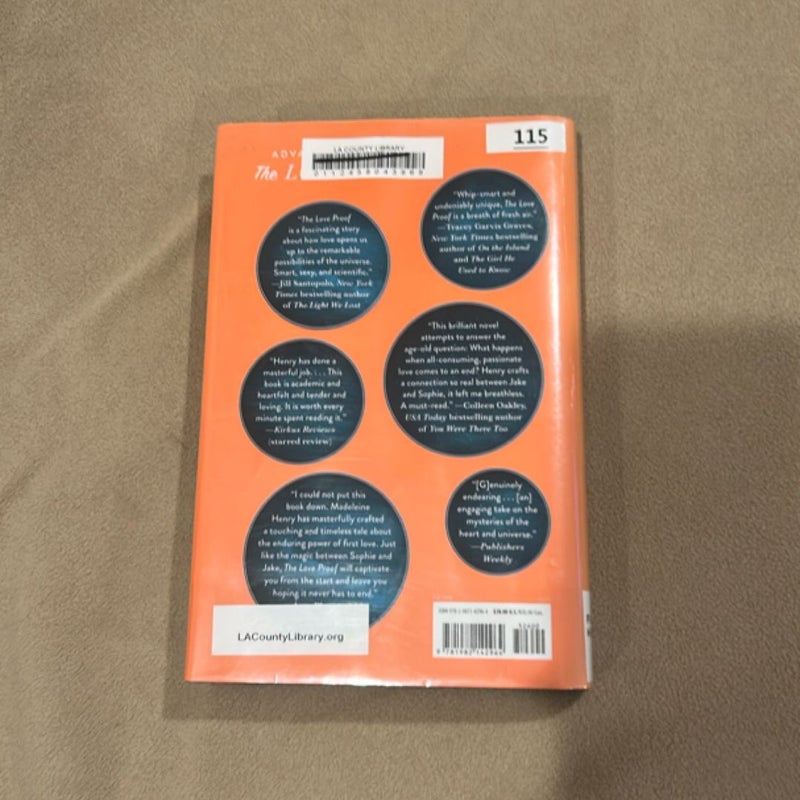 115
LA COUNTY LIBRARY
ADVA
The L
"Whip-smart and
undeniably unique, The Love
Proof is a breath of fresh air."
—Tracey Garvis Graves,
New York Times bestselling
author of On the Island
and The Girl He
Used to Know
"The Love Proof
is a fascinating story
about how love opens us
up to the remarkable
possibilities of the universe.
Smart, sexy, and scientific."
—Jill Santopolo, New York
Times bestselling author
of The Light We Lost
"This brilliant novel
attempts to answer the
age-old question: What happens
when all-consuming, passionate
love comes to an end? Henry crafts
a connection so real between Jake
and Sophie, it left me breathless.
A must-read." —Colleen Oakley,
USA Today bestselling author
of You Were There Too
"Henry has done a
masterful job. . . . This
book is academic and
heartfelt and tender and
loving. It is worth every
minute spent reading it."
—Kirkus Reviews
(starred review)
"[G]enuinely
endearing . . . [an]
engaging take on the
mysteries of the
heart and universe."
—Publishers
Weekly
"I could not put this
book down. Madeleine
Henry has masterfully crafted
a touching and timeless tale about
the enduring power of first love. Just
like the magic between Sophie and
Jake, The Love Proof will captivate
you from the start and leave you
hoping it never has to end."
LACountyLibrary.org
52600
9 781982 142964